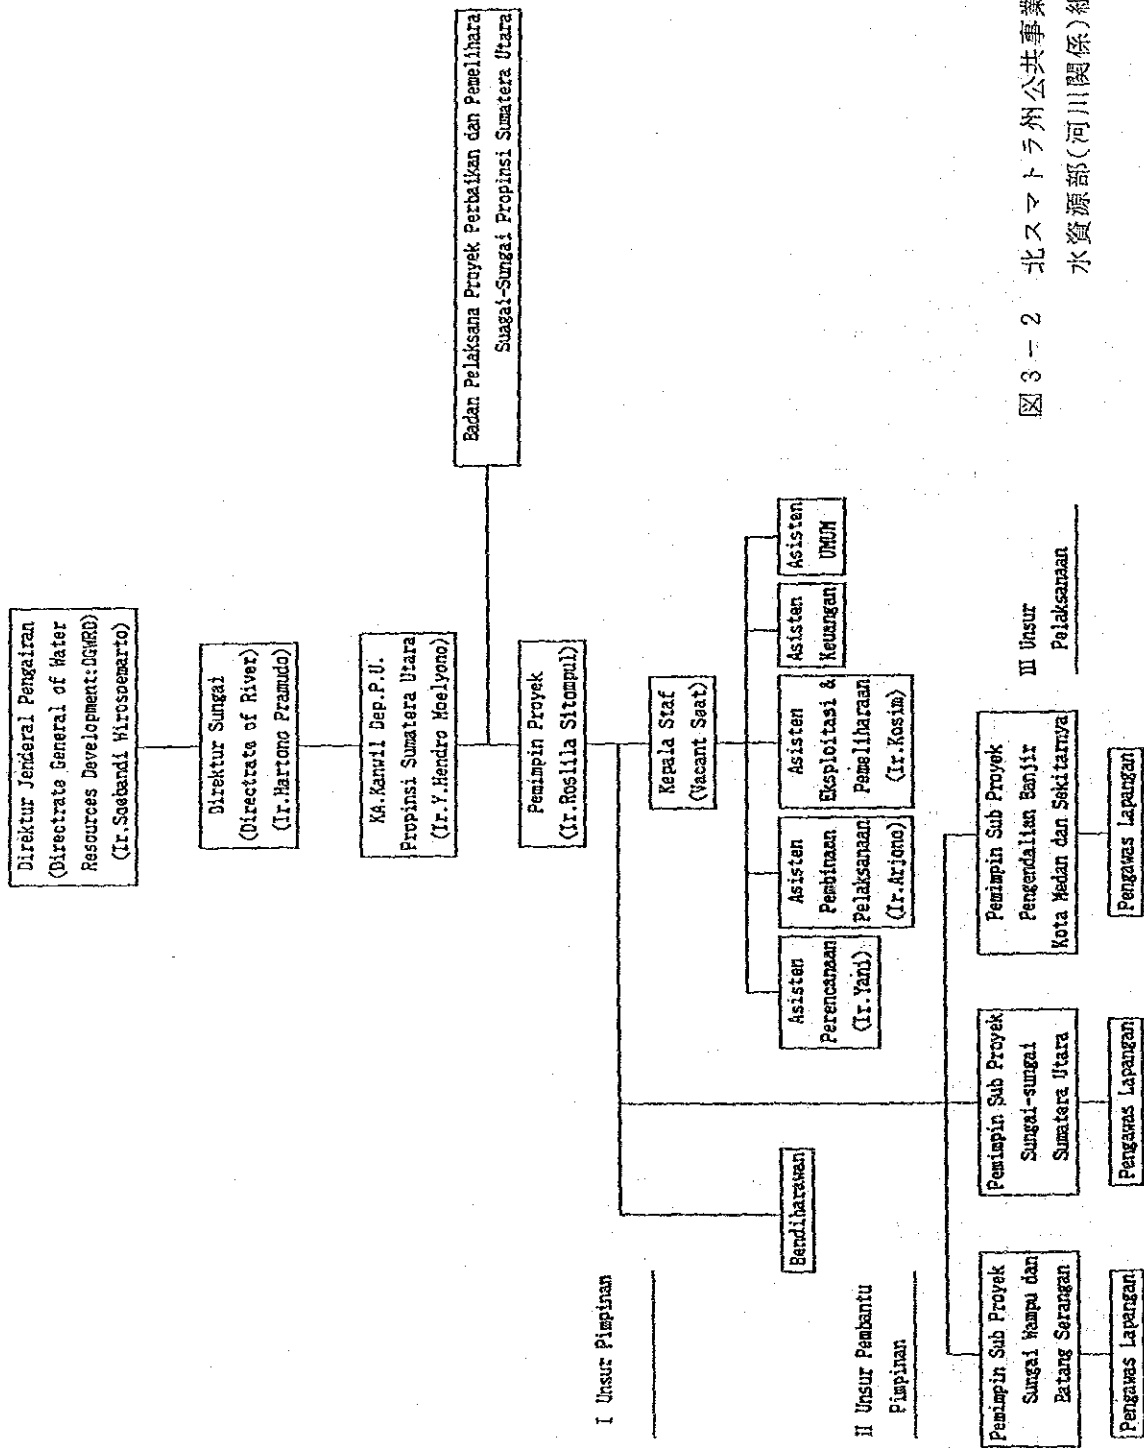 Direktur Jenderal Pengairan
(Directrate General of Water
Resources Development:DGWRD)
(Ir.Soebandi Wirosoemarto)
Direktur Sungai
(Directrate of River)
(Ir.Hartono Pramudo)
KA.Kanwil Dep.P.U.
Propinsi Sumatera Utara
(Ir.Y.Hendro Moelyono)
Badan Pelaksana Proyek Perbaikan dan Pemelihara
Suagai-Sungai Propinsi Sumatera Utara
Pemimpin Proyek
(Ir.Roslila Sitompul)
I Unsur Pimpinan
Kepala Staf
(Vacant Seat)
Bendiharawan
Asisten
Perencanaan
(Ir.Yani)
Asisten
Pembinaan
Pelaksanaan
(Ir.Arjono)
Asisten
Eksploitasi &
Pemeliharaan
(Ir.Kosim)
Asisten
Keuangan
Asisten
UMUM
II Unsur Pembantu
Pimpinan
Pemimpin Sub Proyek
Sungai Wampu dan
Batang Serangan
Pemimpin Sub Proyek
Sungai-sungai
Sumatera Utara
Pemimpin Sub Proyek
Pengendalian Banjir
Kota Medan dan Sekitarnya
III Unsur
Pelaksanaan
Pengawas Lapangan
Pengawas Lapangan
Pengawas Lapangan
図3-2 北スマトラ州公共事業
水資源部(河川関係)組